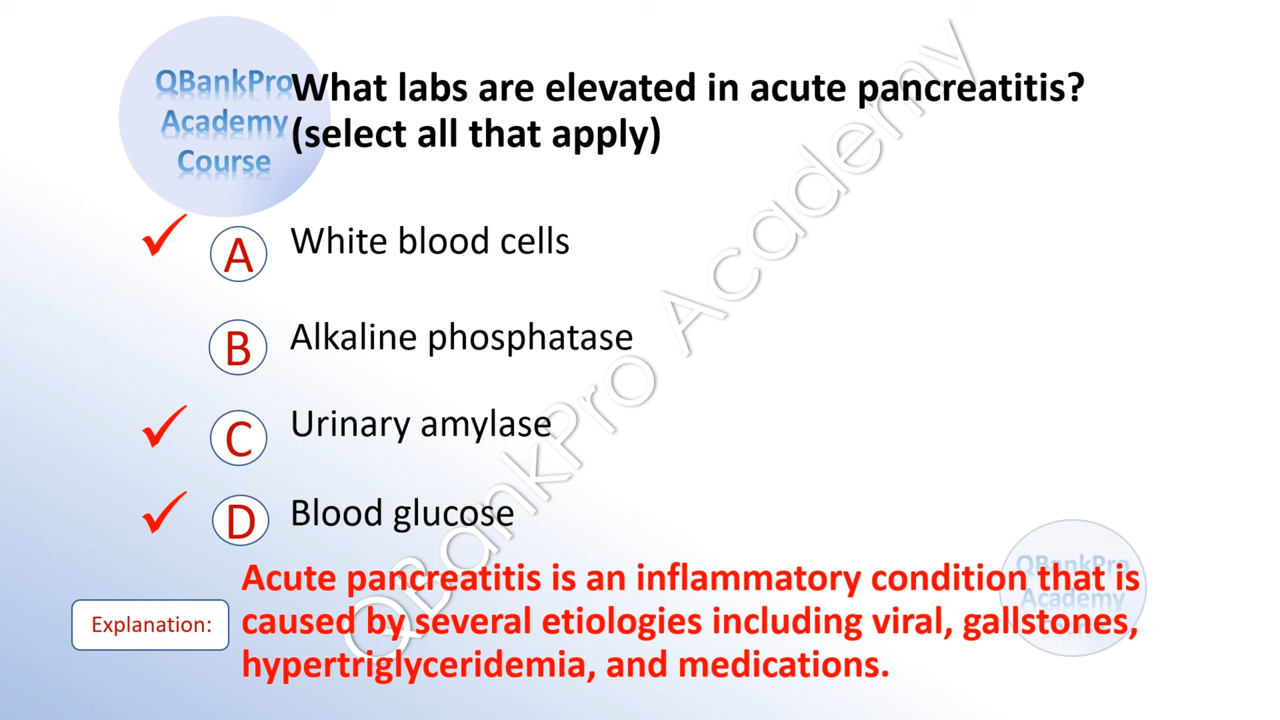 QBankPro
Academy
Course
What labs are elevated in acute pancreatitis?
(select all that apply)
A White blood cells
B Alkaline phosphatase
C Urinary amylase
D Blood glucose
Explanation:
Acute pancreatitis is an inflammatory condition that is
caused by several etiologies including viral, gallstones,
hypertriglyceridemia, and medications.
QBankPro Academy
QBankPro
Academy